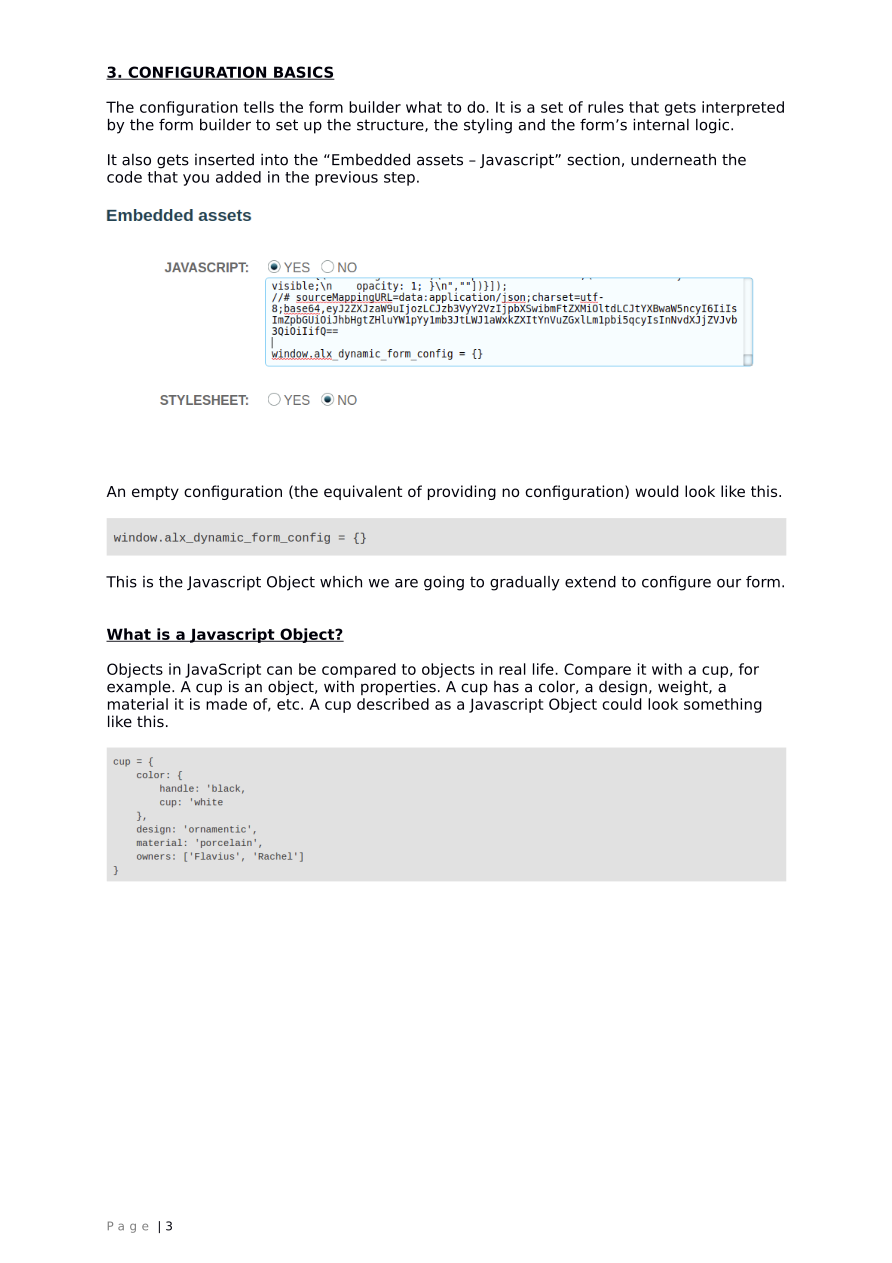 3. CONFIGURATION BASICS
The configuration tells the form builder what to do. It is a set of rules that gets interpreted
by the form builder to set up the structure, the styling and the form’s internal logic.
It also gets inserted into the “Embedded assets – Javascript” section, underneath the
code that you added in the previous step.
Embedded assets
JAVASCRIPT: YES NO
visible;\n    opacity: 1; }\n",""])}]);
//# sourceMappingURL=data:application/json;charset=utf-
8;base64,eyJ2ZXJzaW9uIjozLCJzb3VyY2VzIjpbXSwibmFtZXMiOltdLCJtYXBwaW5ncyI6IiIs
ImZpbGUiOiJhbHgtZHluYW1pYy1mb3JtLWJ1aWxkZXItYnVuZGxlLm1pbi5qcyIsInNvdXJjZVJvb
3QiOiIifQ==
window.alx_dynamic_form_config = {}
STYLESHEET: YES NO
An empty configuration (the equivalent of providing no configuration) would look like this.
window.alx_dynamic_form_config = {}
This is the Javascript Object which we are going to gradually extend to configure our form.
What is a Javascript Object?
Objects in JavaScript can be compared to objects in real life. Compare it with a cup, for
example. A cup is an object, with properties. A cup has a color, a design, weight, a
material it is made of, etc. A cup described as a Javascript Object could look something
like this.
cup = {
    color: {
        handle: 'black,
        cup: 'white
    },
    design: 'ornamentic',
    material: 'porcelain',
    owners: ['Flavius', 'Rachel']
}
Page | 3